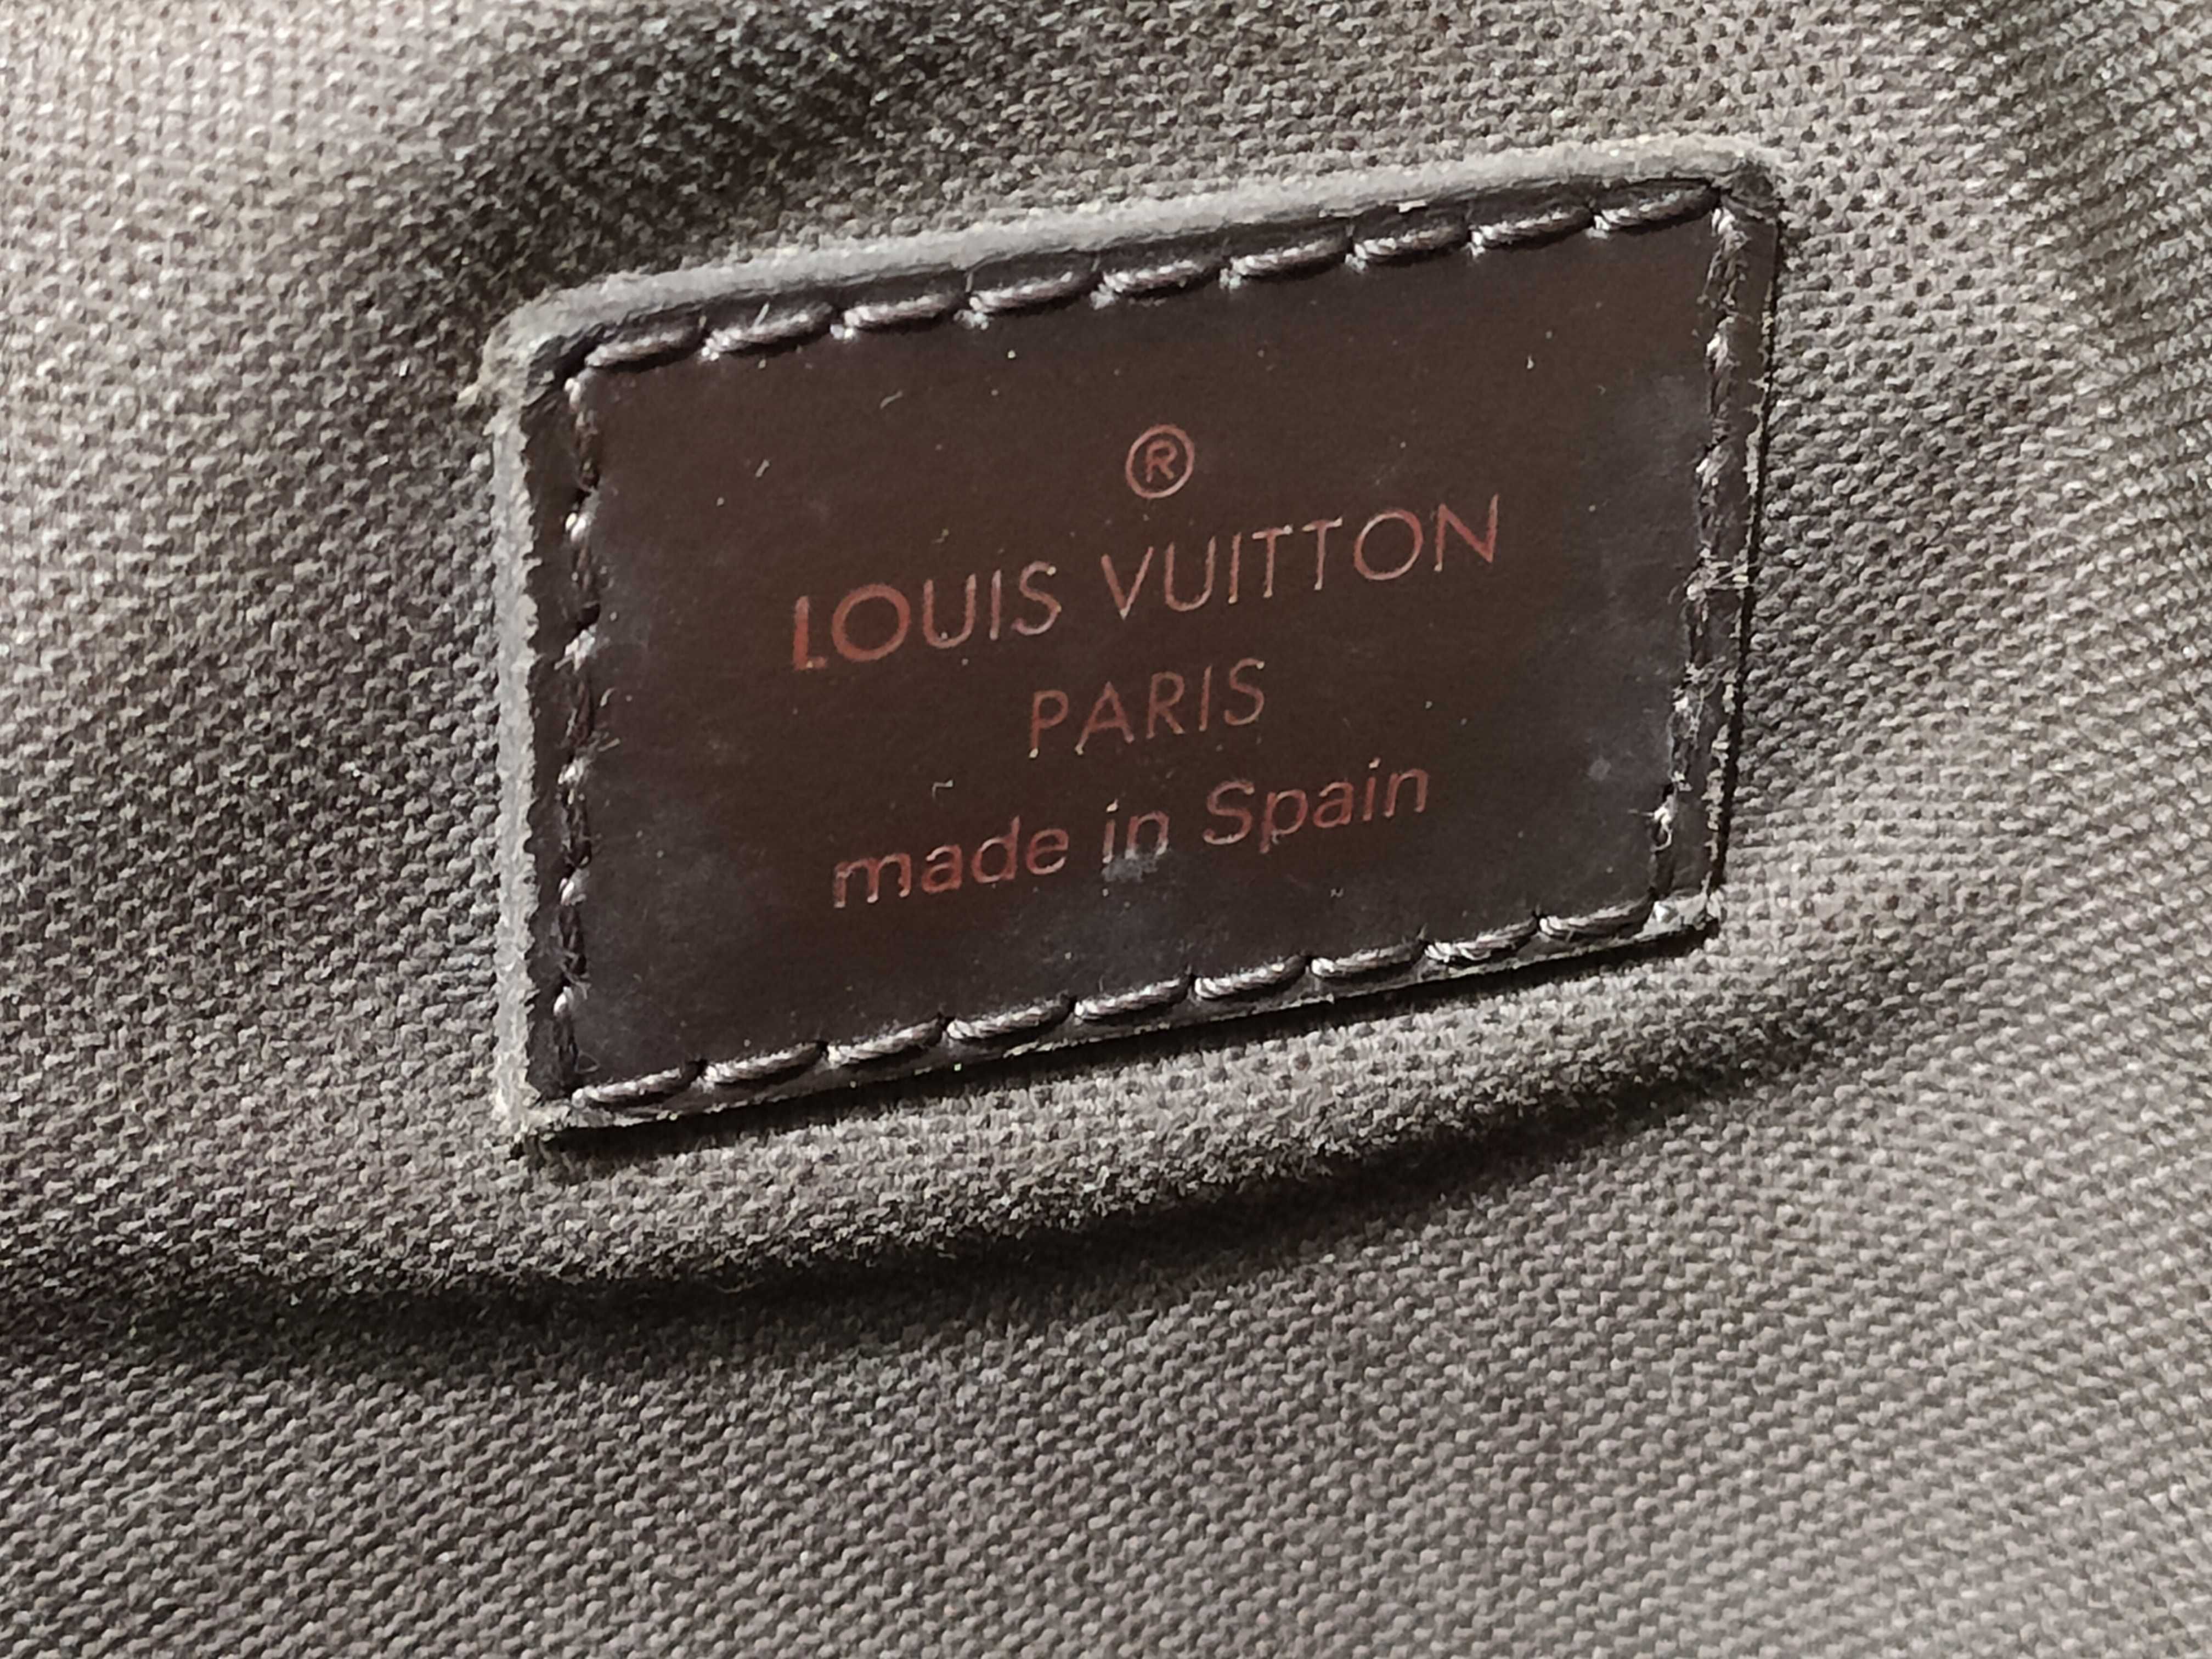 ®
LOUIS VUITTON
PARIS
made in Spain